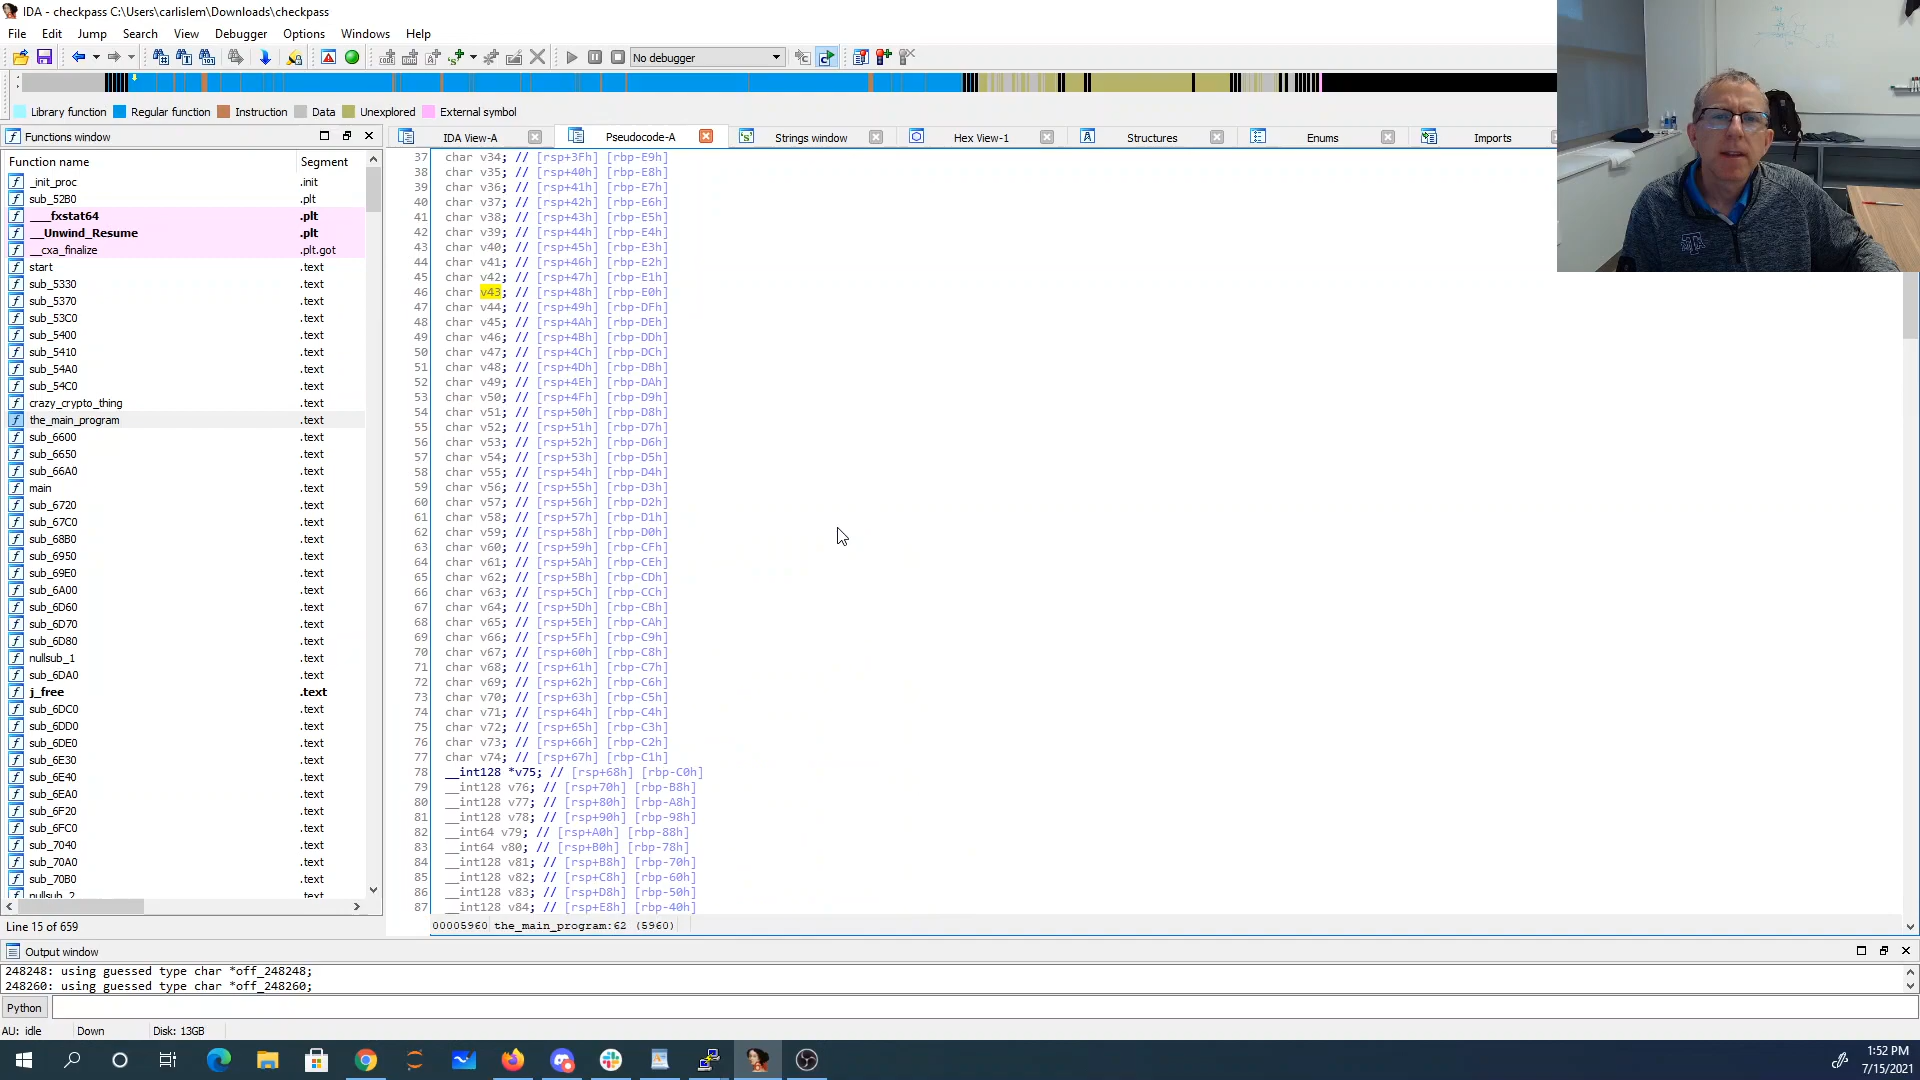 IDA - checkpass C:\Users\carlislem\Downloads\checkpass
File Edit Jump Search View Debugger Options Windows Help
No debugger
Library function Regular function Instruction Data Unexplored External symbol
Functions window
IDA View-A Pseudocode-A Strings window Hex View-1 Structures Enums Imports
Function name Segment
_init_proc .init
sub_52B0 .plt
___fxstat64 .plt
__Unwind_Resume .plt
__cxa_finalize .plt.got
start .text
sub_5330 .text
sub_5370 .text
sub_53C0 .text
sub_5400 .text
sub_5410 .text
sub_54A0 .text
sub_54C0 .text
crazy_crypto_thing .text
the_main_program .text
sub_6600 .text
sub_6650 .text
sub_66A0 .text
main .text
sub_6720 .text
sub_67C0 .text
sub_68B0 .text
sub_6950 .text
sub_69E0 .text
sub_6A00 .text
sub_6D60 .text
sub_6D70 .text
sub_6D80 .text
nullsub_1 .text
sub_6DA0 .text
j_free .text
sub_6DC0 .text
sub_6DD0 .text
sub_6DE0 .text
sub_6E30 .text
sub_6E40 .text
sub_6EA0 .text
sub_6F20 .text
sub_6FC0 .text
sub_7040 .text
sub_70A0 .text
sub_70B0 .text
nullsub_2 .text
Line 15 of 659
37 char v34; // [rsp+3Fh] [rbp-E9h]
38 char v35; // [rsp+40h] [rbp-E8h]
39 char v36; // [rsp+41h] [rbp-E7h]
40 char v37; // [rsp+42h] [rbp-E6h]
41 char v38; // [rsp+43h] [rbp-E5h]
42 char v39; // [rsp+44h] [rbp-E4h]
43 char v40; // [rsp+45h] [rbp-E3h]
44 char v41; // [rsp+46h] [rbp-E2h]
45 char v42; // [rsp+47h] [rbp-E1h]
46 char v43; // [rsp+48h] [rbp-E0h]
47 char v44; // [rsp+49h] [rbp-DFh]
48 char v45; // [rsp+4Ah] [rbp-DEh]
49 char v46; // [rsp+4Bh] [rbp-DDh]
50 char v47; // [rsp+4Ch] [rbp-DCh]
51 char v48; // [rsp+4Dh] [rbp-DBh]
52 char v49; // [rsp+4Eh] [rbp-DAh]
53 char v50; // [rsp+4Fh] [rbp-D9h]
54 char v51; // [rsp+50h] [rbp-D8h]
55 char v52; // [rsp+51h] [rbp-D7h]
56 char v53; // [rsp+52h] [rbp-D6h]
57 char v54; // [rsp+53h] [rbp-D5h]
58 char v55; // [rsp+54h] [rbp-D4h]
59 char v56; // [rsp+55h] [rbp-D3h]
60 char v57; // [rsp+56h] [rbp-D2h]
61 char v58; // [rsp+57h] [rbp-D1h]
62 char v59; // [rsp+58h] [rbp-D0h]
63 char v60; // [rsp+59h] [rbp-CFh]
64 char v61; // [rsp+5Ah] [rbp-CEh]
65 char v62; // [rsp+5Bh] [rbp-CDh]
66 char v63; // [rsp+5Ch] [rbp-CCh]
67 char v64; // [rsp+5Dh] [rbp-CBh]
68 char v65; // [rsp+5Eh] [rbp-CAh]
69 char v66; // [rsp+5Fh] [rbp-C9h]
70 char v67; // [rsp+60h] [rbp-C8h]
71 char v68; // [rsp+61h] [rbp-C7h]
72 char v69; // [rsp+62h] [rbp-C6h]
73 char v70; // [rsp+63h] [rbp-C5h]
74 char v71; // [rsp+64h] [rbp-C4h]
75 char v72; // [rsp+65h] [rbp-C3h]
76 char v73; // [rsp+66h] [rbp-C2h]
77 char v74; // [rsp+67h] [rbp-C1h]
78 __int128 *v75; // [rsp+68h] [rbp-C0h]
79 __int128 v76; // [rsp+70h] [rbp-B8h]
80 __int128 v77; // [rsp+80h] [rbp-A8h]
81 __int128 v78; // [rsp+90h] [rbp-98h]
82 __int64 v79; // [rsp+A0h] [rbp-88h]
83 __int64 v80; // [rsp+B0h] [rbp-78h]
84 __int128 v81; // [rsp+B8h] [rbp-70h]
85 __int128 v82; // [rsp+C8h] [rbp-60h]
86 __int128 v83; // [rsp+D8h] [rbp-50h]
87 __int128 v84; // [rsp+E8h] [rbp-40h]
00005960 the_main_program:62 (5960)
Output window
248248: using guessed type char *off_248248;
248260: using guessed type char *off_248260;
Python
AU: idle Down Disk: 13GB
1:52 PM
7/15/2021